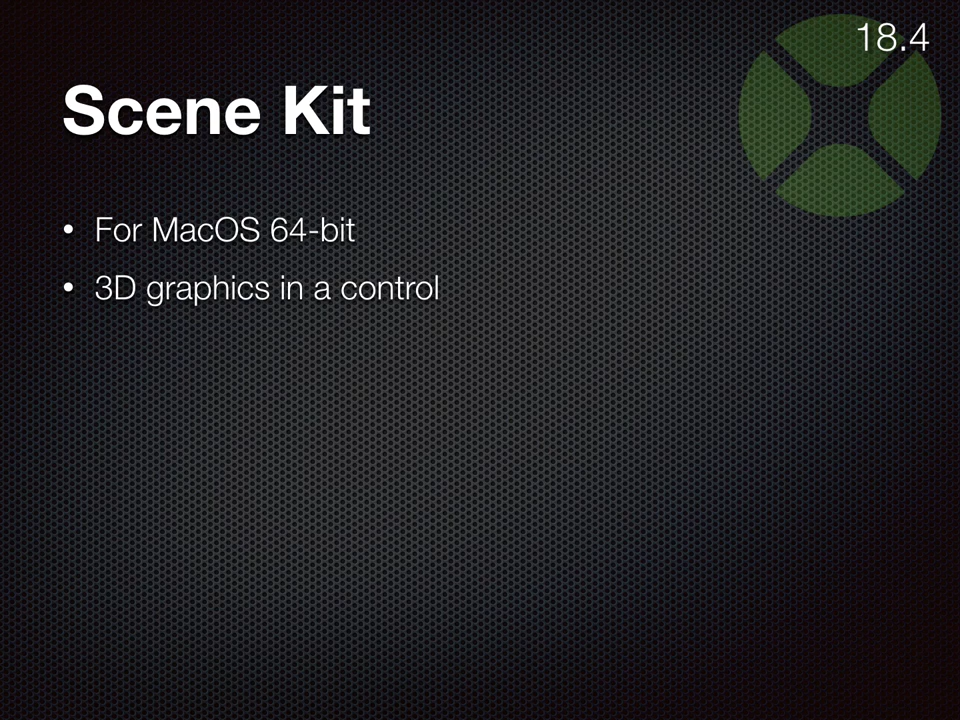 18.4
Scene Kit
• For MacOS 64-bit
• 3D graphics in a control